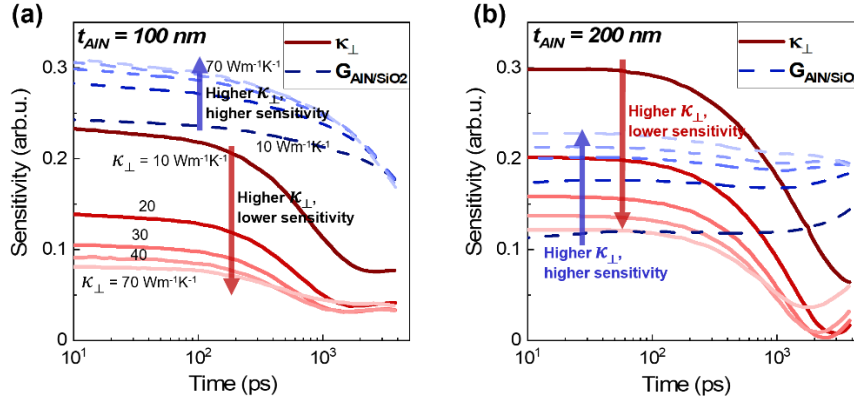 (a)
t_AlN = 100 nm
κ⊥
G_AlN/SiO2
70 Wm⁻¹K⁻¹
Higher κ⊥,
higher sensitivity
10 Wm⁻¹K⁻¹
κ⊥ = 10 Wm⁻¹K⁻¹
20
30
40
κ⊥ = 70 Wm⁻¹K⁻¹
Higher κ⊥,
lower sensitivity
0.3
0.2
0.1
0
Sensitivity (arb.u.)
10¹
10²
10³
Time (ps)
(b)
t_AlN = 200 nm
κ⊥
G_AlN/SiO
Higher κ⊥,
lower sensitivity
Higher κ⊥,
higher sensitivity
0.3
0.2
0.1
0
Sensitivity (arb.u.)
10¹
10²
10³
Time (ps)